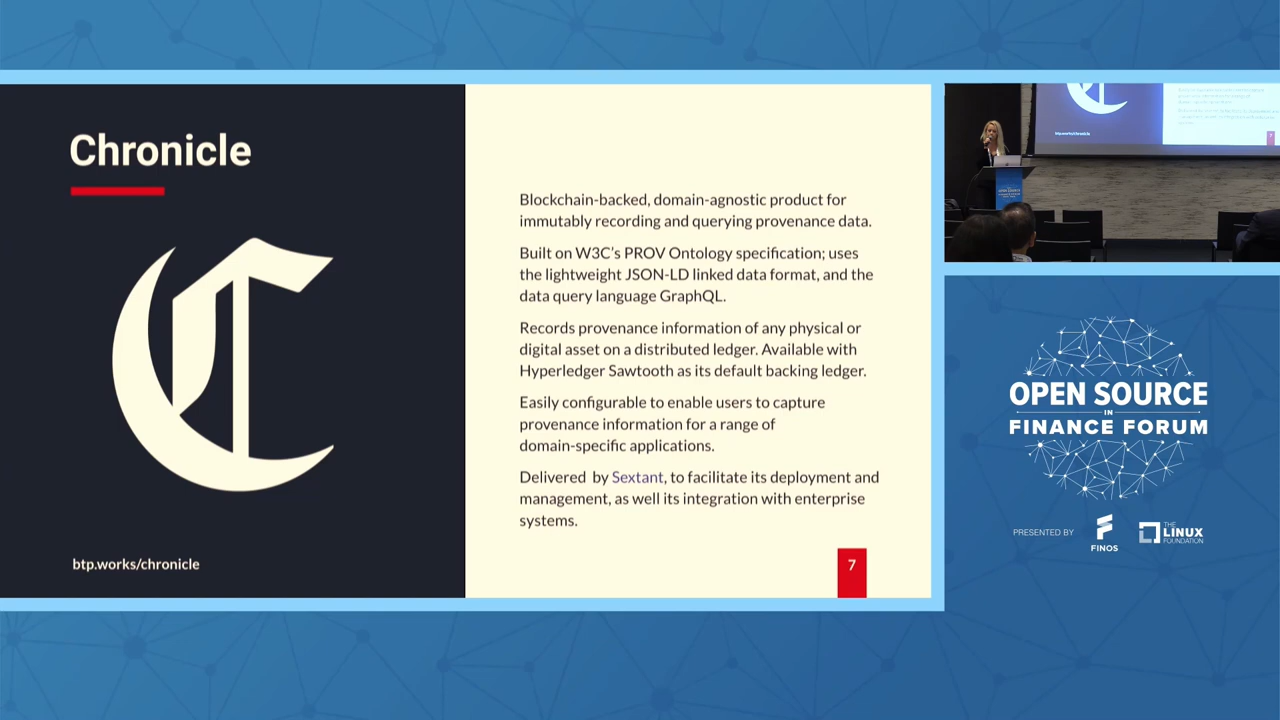 Chronicle
btp.works/chronicle
Blockchain-backed, domain-agnostic product for
immutably recording and querying provenance data.
Built on W3C’s PROV Ontology specification; uses
the lightweight JSON-LD linked data format, and the
data query language GraphQL.
Records provenance information of any physical or
digital asset on a distributed ledger. Available with
Hyperledger Sawtooth as its default backing ledger.
Easily configurable to enable users to capture
provenance information for a range of
domain-specific applications.
Delivered  by Sextant, to facilitate its deployment and
management, as well its integration with enterprise
systems.
7
OPEN SOURCE
IN
FINANCE FORUM
PRESENTED BY
FINOS
THE
LINUX
FOUNDATION